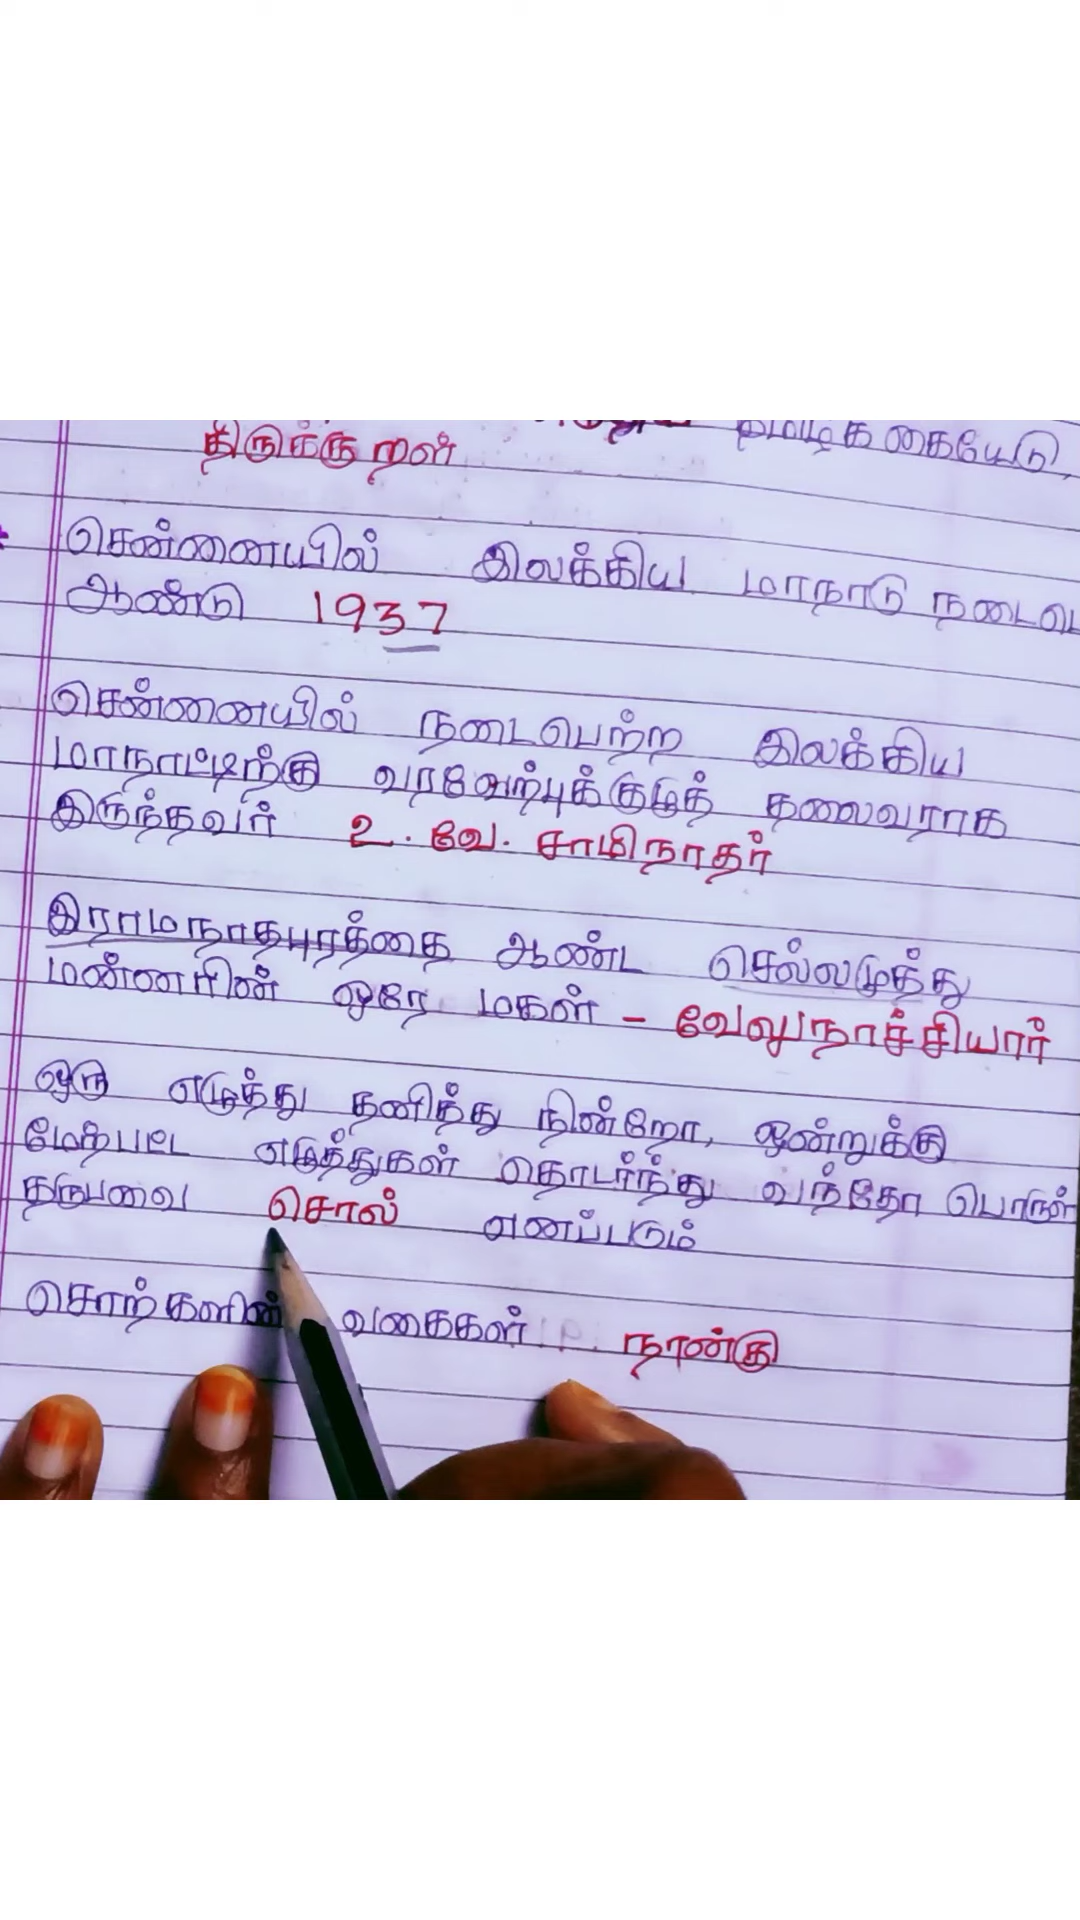 தமிழக கையேடு,
திருக்குறள்
சென்னையில் இலக்கிய மாநாடு நடைபெ
ஆண்டு 1937
சென்னையில் நடைபெற்ற இலக்கிய
மாநாட்டிற்கு வரவேற்புக்குழுத் தலைவராக
இருந்தவர் உ. வே. சாமிநாதர்
இராமநாதபுரத்தை ஆண்ட செல்லமுத்து
மன்னரின் ஒரே மகள் - வேலுநாச்சியார்
ஒரு எழுத்து தனித்து நின்றோ, ஒன்றுக்கு
மேற்பட்ட எழுத்துகள் தொடர்ந்து வந்தோ பொருள்
தருபவை சொல் எனப்படும்
சொற்களின் வகைகள் நான்கு